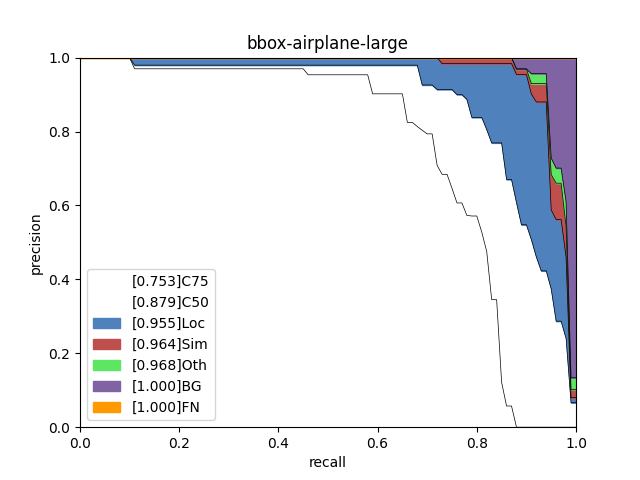 bbox-airplane-large
precision
1.0
0.8
0.6
0.4
0.2
0.0
[0.753]C75
[0.879]C50
[0.955]Loc
[0.964]Sim
[0.968]Oth
[1.000]BG
[1.000]FN
0.0 0.2 0.4 0.6 0.8 1.0
recall